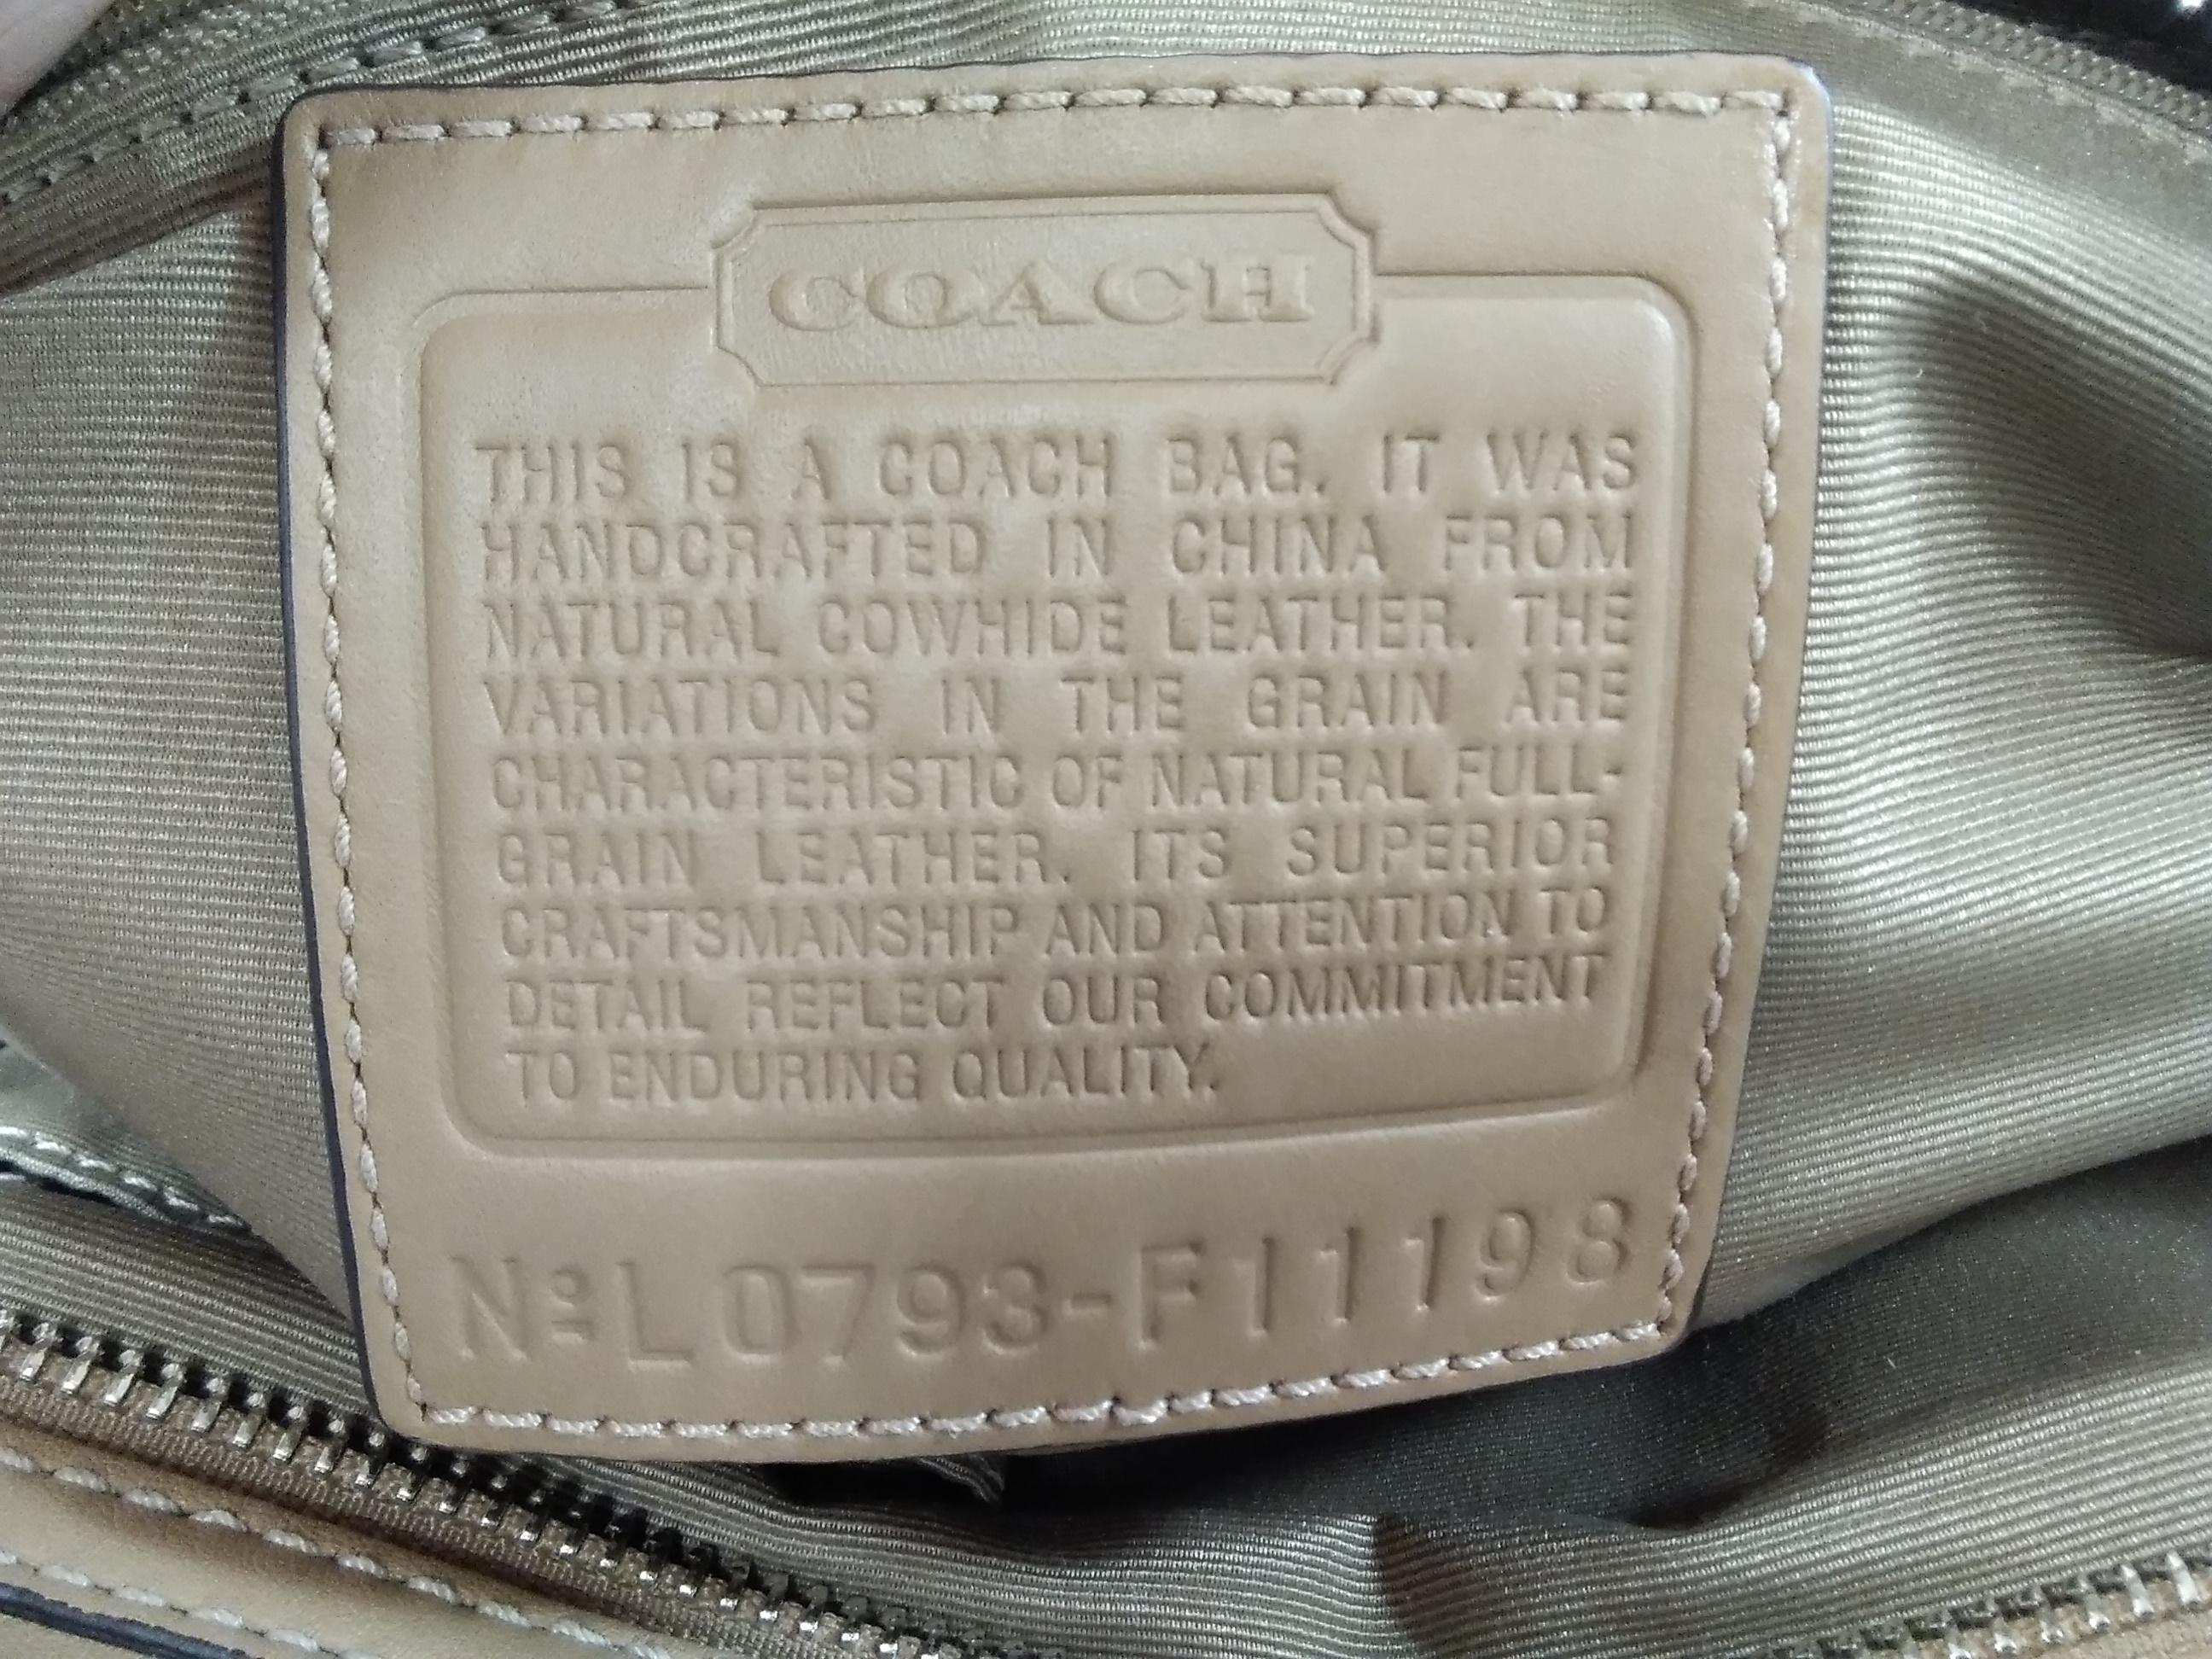 COACH
THIS IS A COACH BAG. IT WAS
HANDCRAFTED IN CHINA FROM
NATURAL COWHIDE LEATHER. THE
VARIATIONS IN THE GRAIN ARE
CHARACTERISTIC OF NATURAL FULL-
GRAIN LEATHER. ITS SUPERIOR
CRAFTSMANSHIP AND ATTENTION TO
DETAIL REFLECT OUR COMMITMENT
TO ENDURING QUALITY.
Nº L0793-F11198